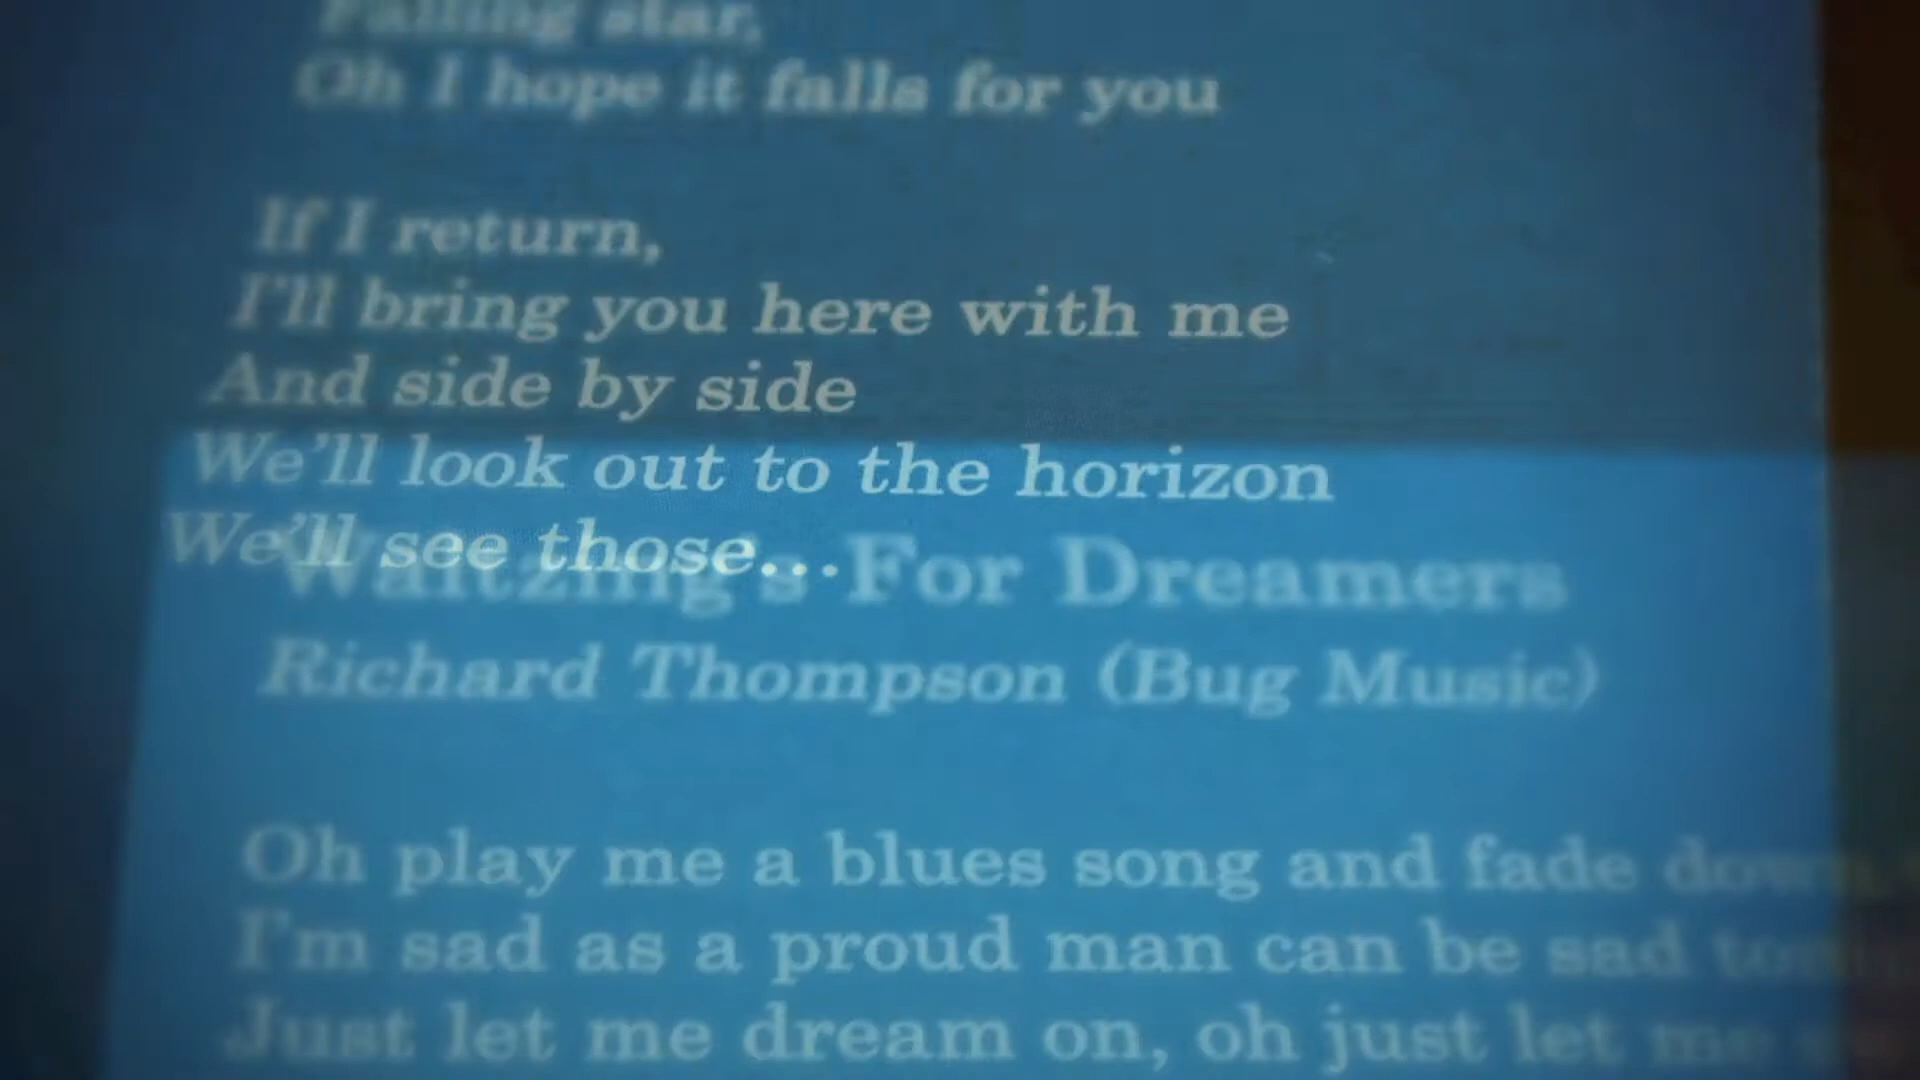 Falling star,
Oh I hope it falls for you
If I return,
I'll bring you here with me
And side by side
We'll look out to the horizon
We'll see those...
Waltzing's For Dreamers
Richard Thompson (Bug Music)
Oh play me a blues song and fade down
I'm sad as a proud man can be sad
Just let me dream on, oh just let me